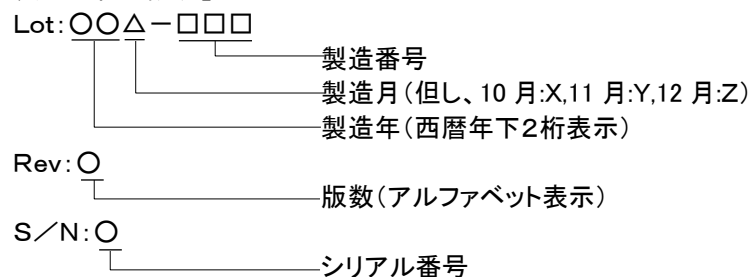 Lot:○○△－□□□
製造番号
製造月(但し、10 月:X,11 月:Y,12 月:Z)
製造年(西暦年下2桁表示)
Rev:○
版数(アルファベット表示)
S／N:○
シリアル番号